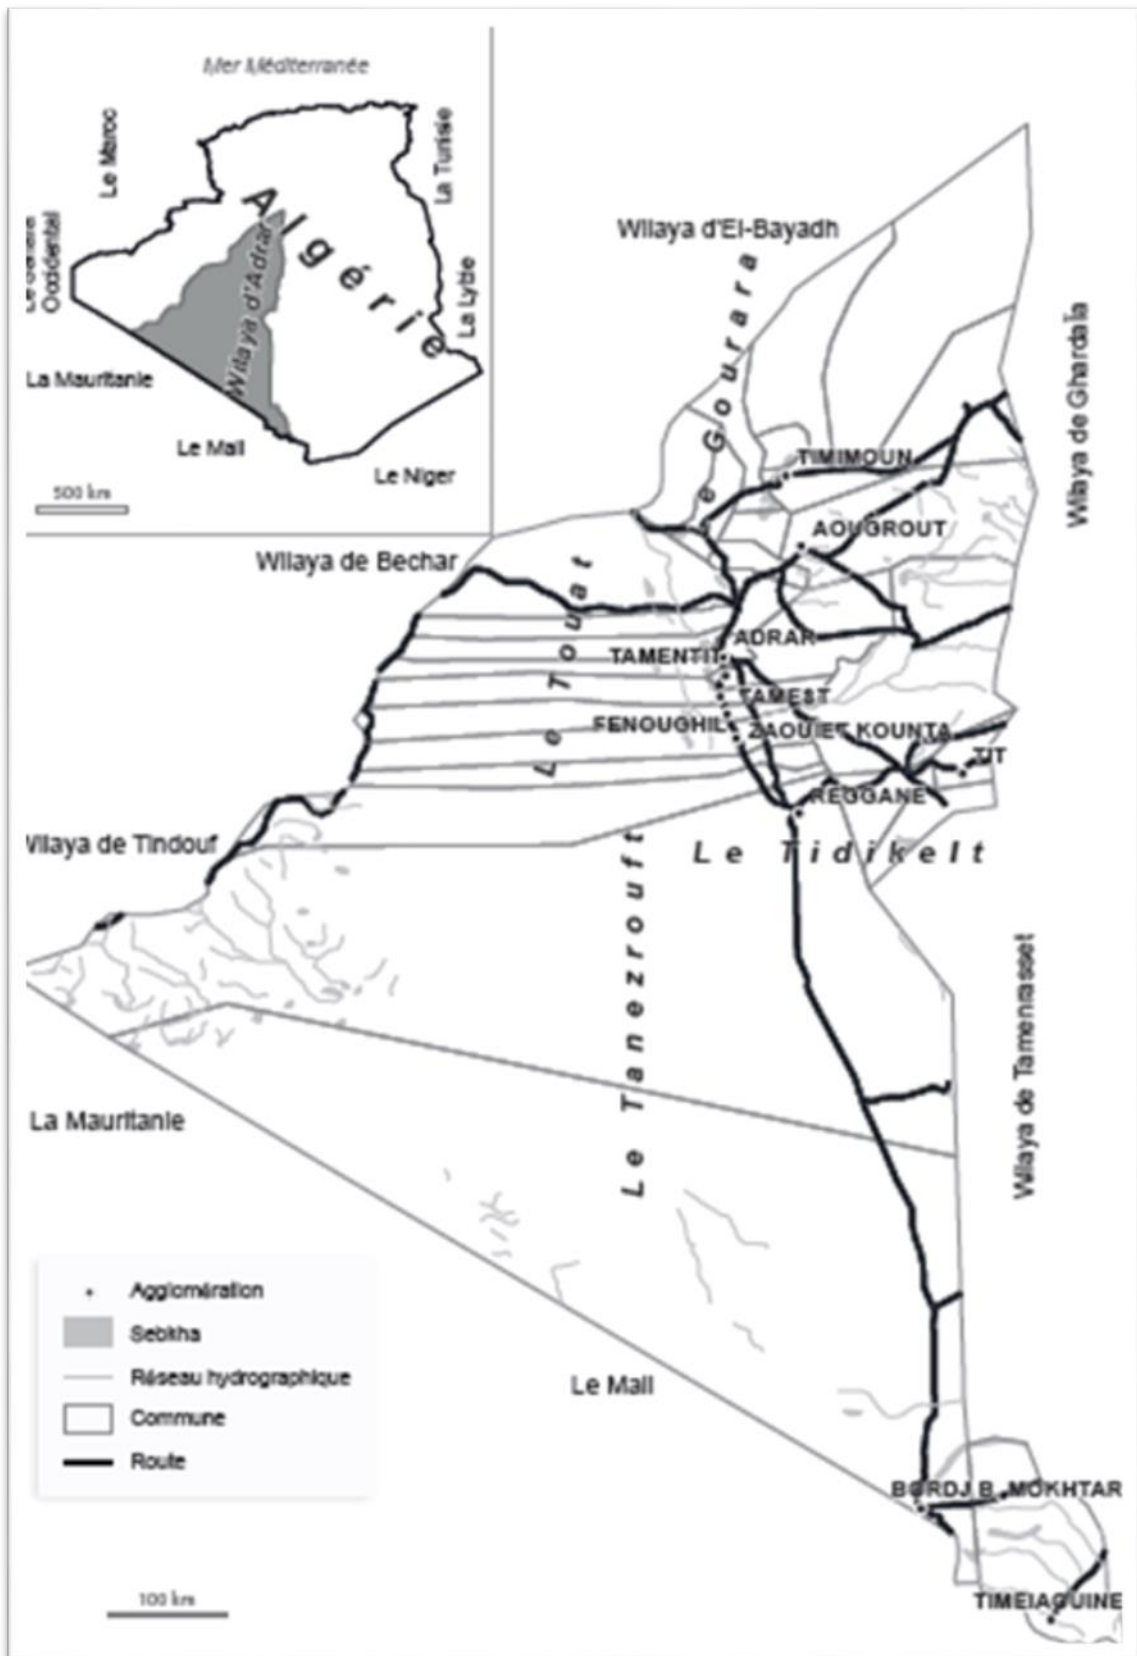 Mer Méditerranée
Le Maroc
La Tunisie
Occidental
Algérie
Wilaya d'Adrar
La Lybie
La Mauritanie
Le Mali
Le Niger
500 km
Wilaya d'El-Bayadh
Wilaya de Ghardaïa
Le Gourara
TIMIMOUN
AOUGROUT
Wilaya de Bechar
Le Touat
ADRAR
TAMENTIT
TAMEST
FENOUGHIL
ZAOUIET KOUNTA
TIT
REGGANE
Wilaya de Tindouf
Le Tidikelt
Le Tanezrouft
Wilaya de Tamenrasset
La Mauritanie
Agglomération
Sebkha
Réseau hydrographique
Commune
Route
Le Mali
BORDJ B. MOKHTAR
TIMEIAOUINE
100 km